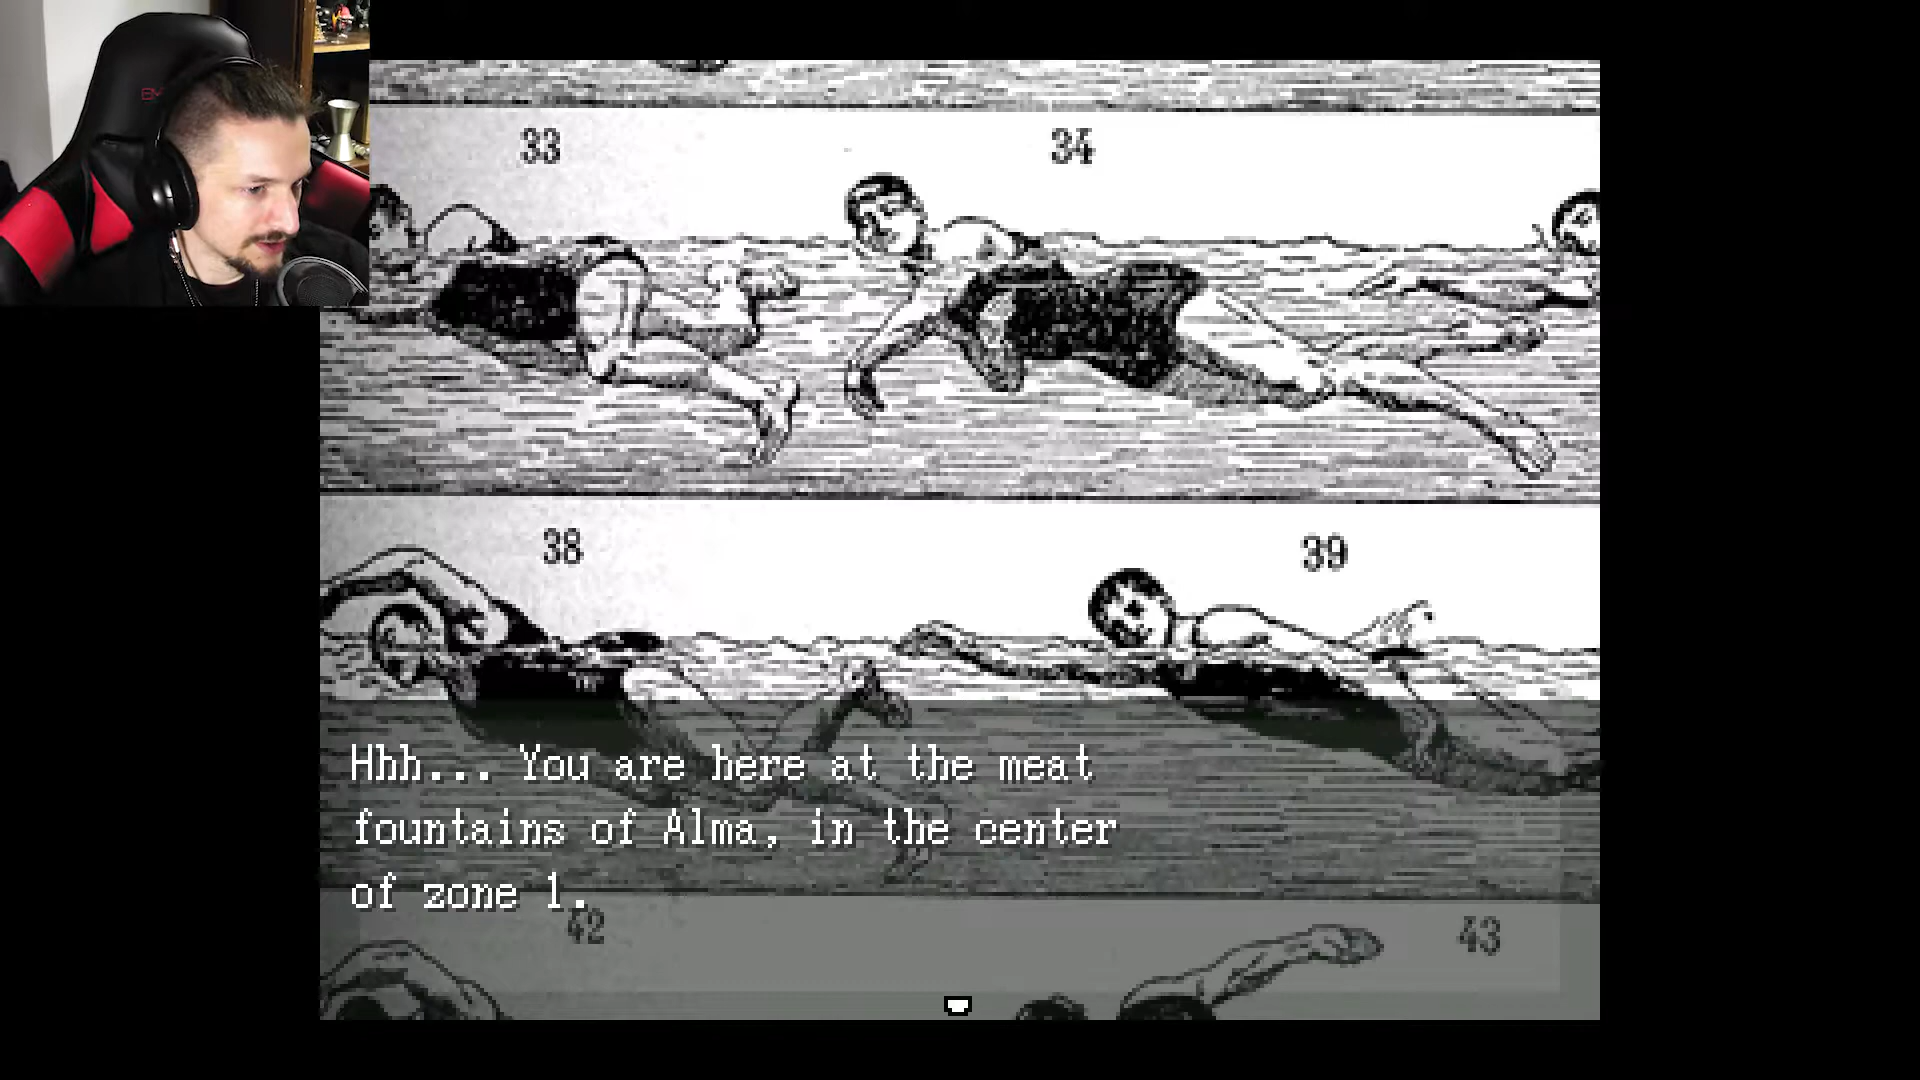 33
34
38
39
Hhh... You are here at the meat
fountains of Alma, in the center
of zone 1.
42
43